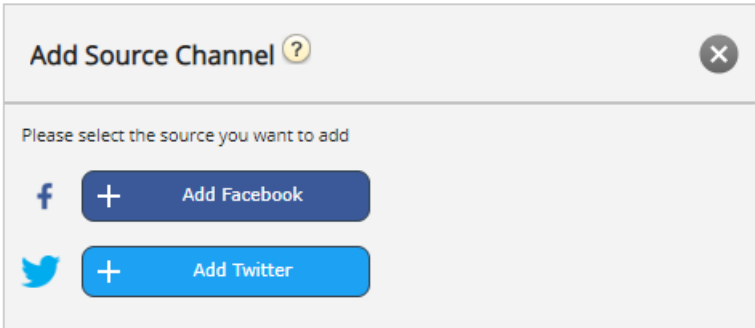 Add Source Channel ?
Please select the source you want to add
Add Facebook
Add Twitter